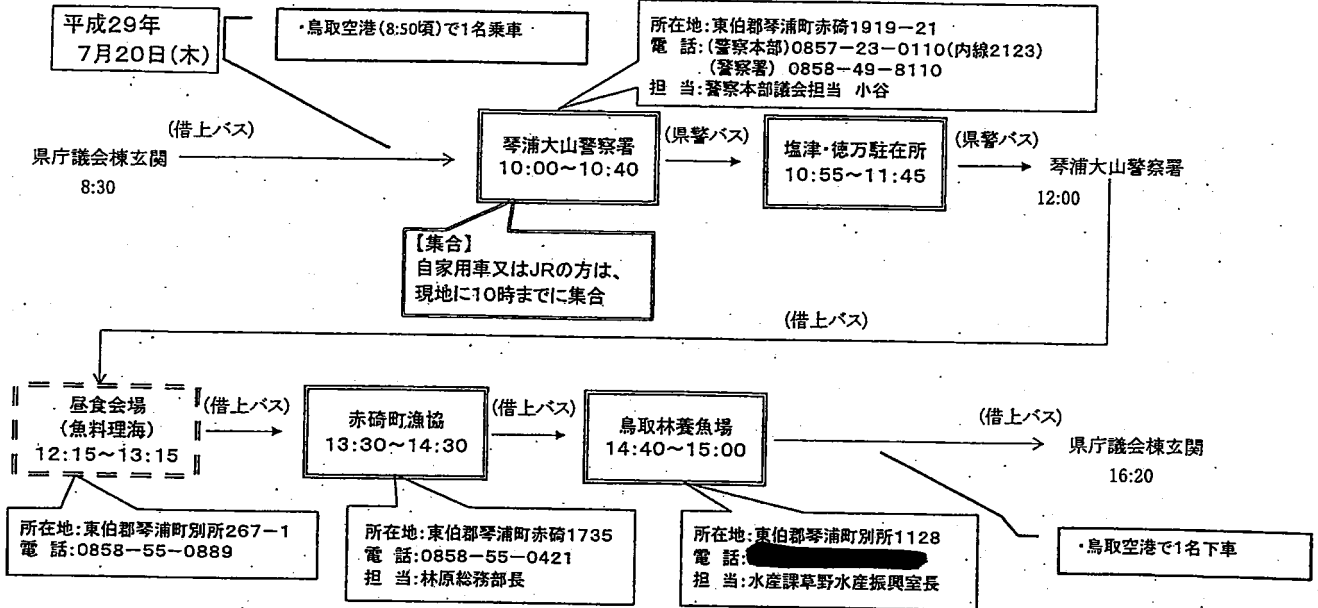 平成29年
7月20日(木)
・鳥取空港(8:50頃)で1名乗車
所在地:東伯郡琴浦町赤碕1919-21
電 話:(警察本部)0857-23-0110(内線2123)
(警察署) 0858-49-8110
担 当:警察本部議会担当 小谷
県庁議会棟玄関
8:30
(借上バス)
琴浦大山警察署
10:00~10:40
(県警バス)
塩津・徳万駐在所
10:55~11:45
(県警バス)
琴浦大山警察署
12:00
【集合】
自家用車又はJRの方は、
現地に10時までに集合
(借上バス)
昼食会場
(魚料理海)
12:15~13:15
(借上バス)
赤碕町漁協
13:30~14:30
(借上バス)
鳥取林養魚場
14:40~15:00
(借上バス)
県庁議会棟玄関
16:20
所在地:東伯郡琴浦町別所267-1
電 話:0858-55-0889
所在地:東伯郡琴浦町赤碕1735
電 話:0858-55-0421
担 当:林原総務部長
所在地:東伯郡琴浦町別所1128
電 話:
担 当:水産課草野水産振興室長
・鳥取空港で1名下車